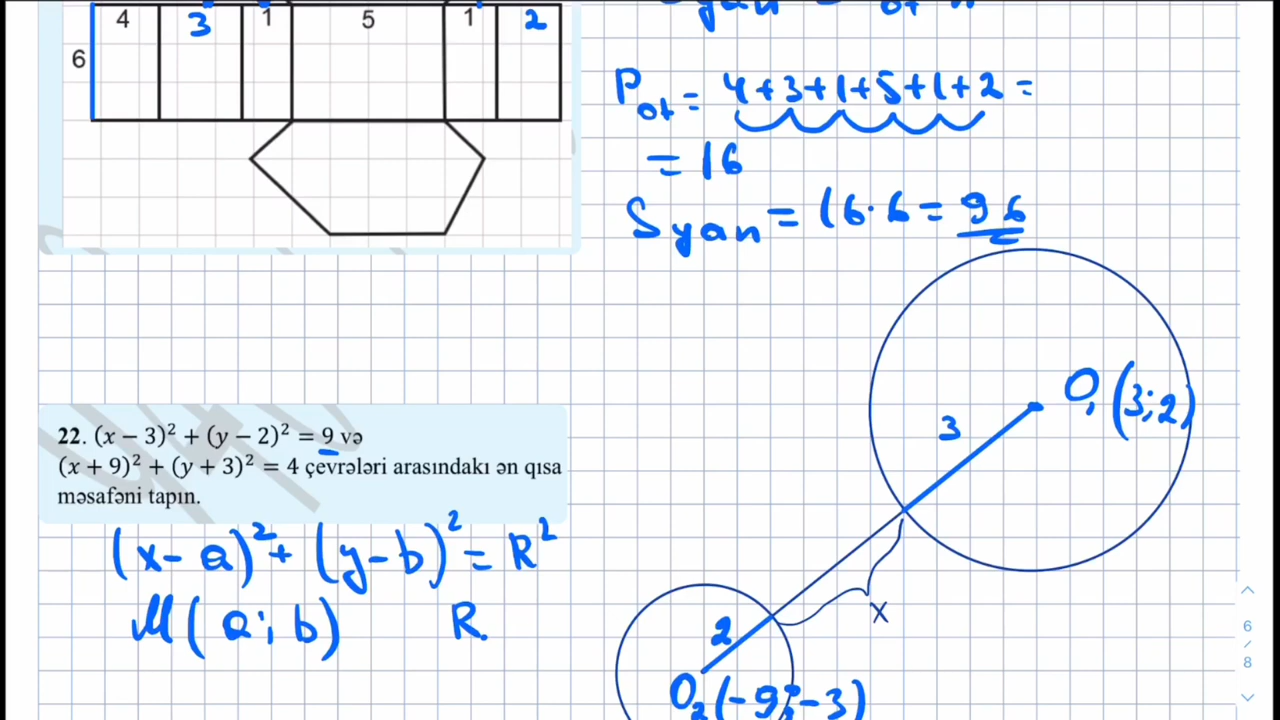 4 3 1 5 1 2
6
P_ot = 4+3+1+5+1+2 =
= 16
S_yan = 16·6 = 96
O₁ (3;2)
3
22. (x − 3)² + (y − 2)² = 9 və
(x + 9)² + (y + 3)² = 4 çevrələri arasındakı ən qısa
məsafəni tapın.
(x-a)² + (y-b)² = R²
M(a;b) R.
x
2
O₂ (-9;-3)
6
/
8